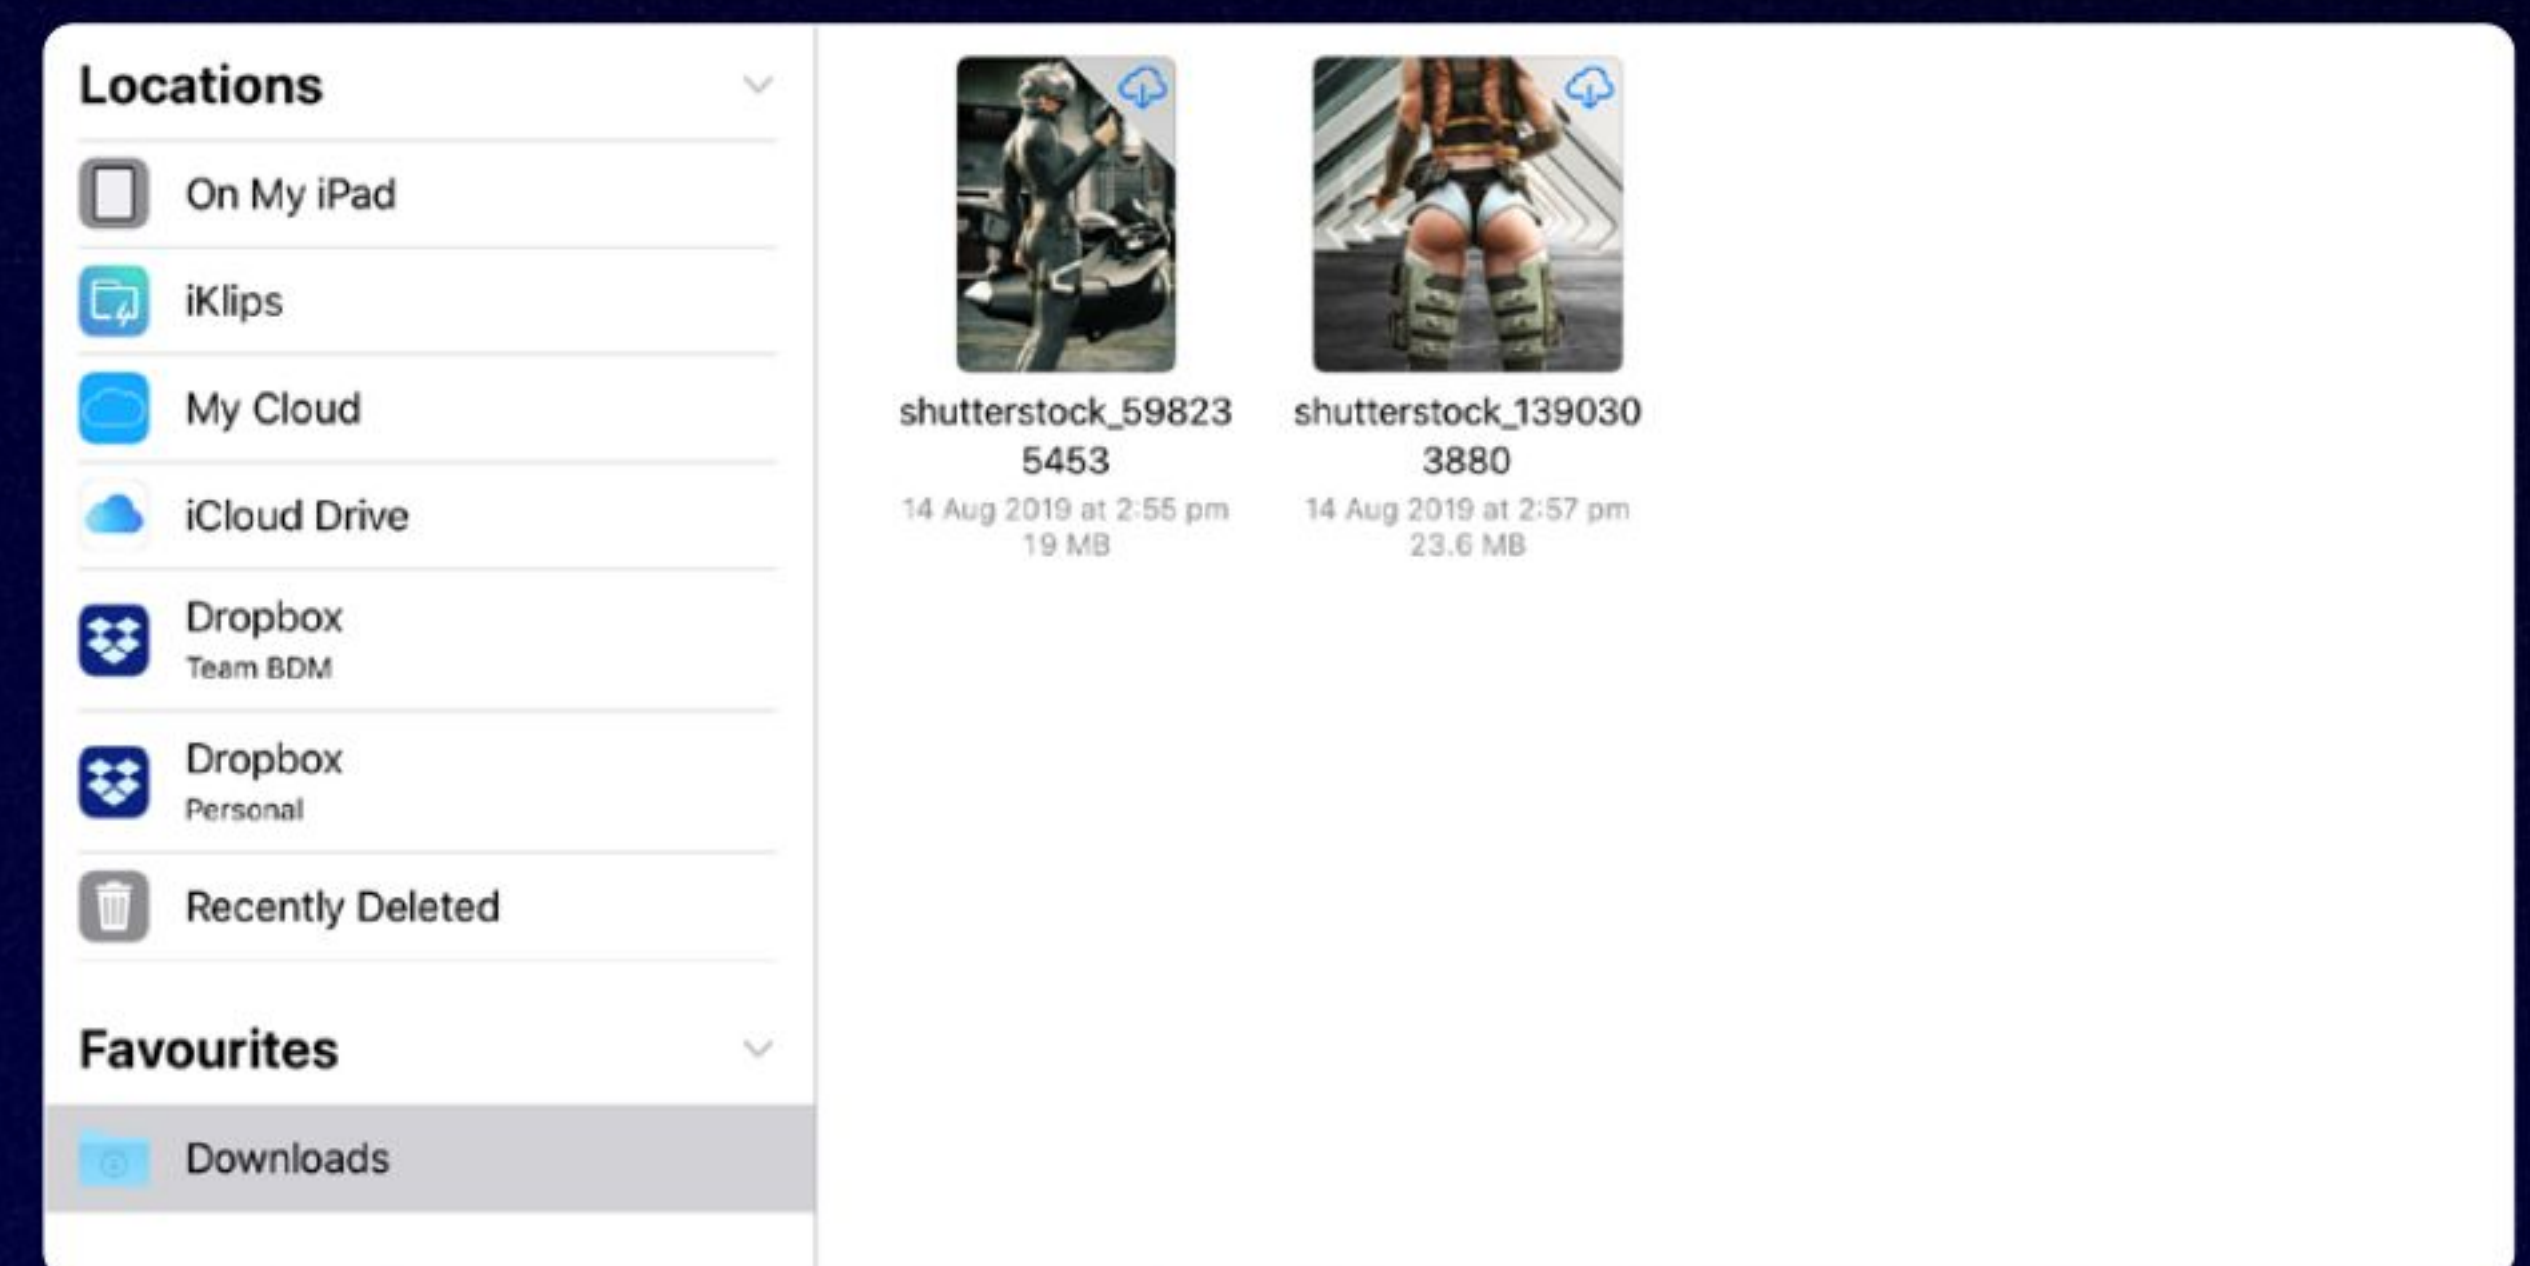 Locations
On My iPad
iKlips
My Cloud
iCloud Drive
Dropbox
Team BDM
Dropbox
Personal
Recently Deleted
Favourites
Downloads
shutterstock_59823
5453
14 Aug 2019 at 2:55 pm
19 MB
shutterstock_139030
3880
14 Aug 2019 at 2:57 pm
23.6 MB